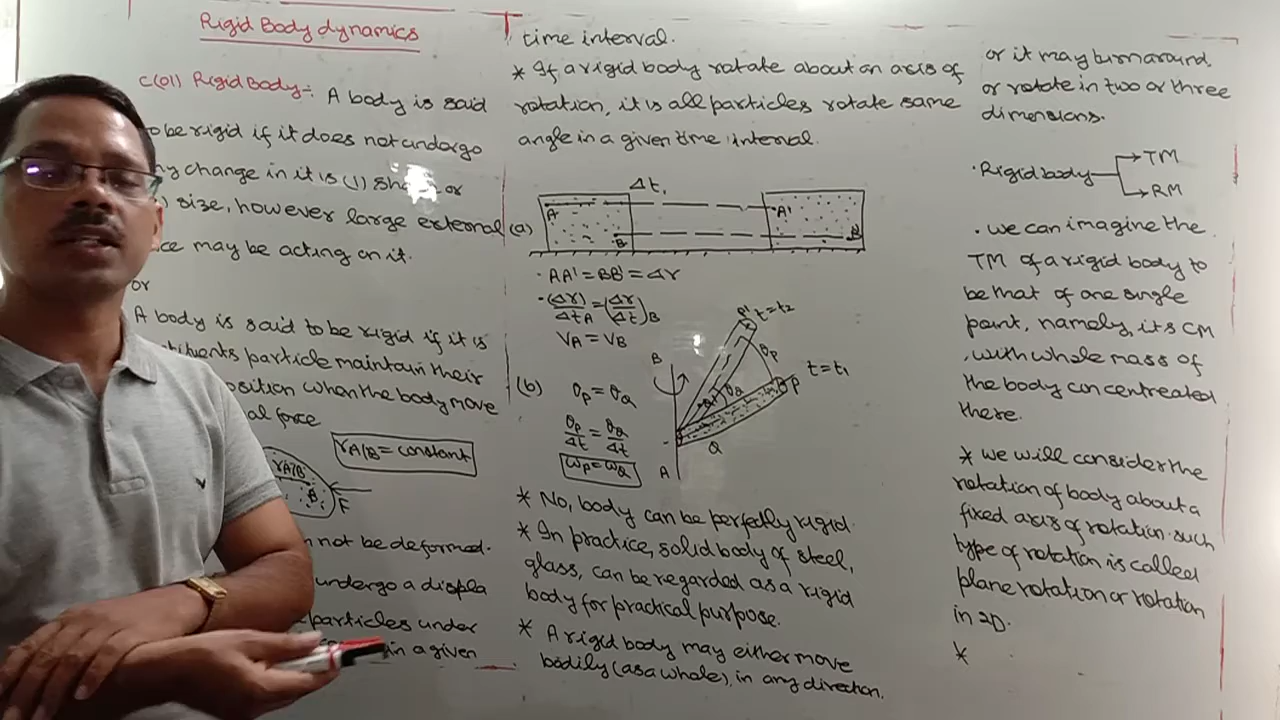 Rigid Body dynamics
C(01) Rigid Body:- A body is said
be rigid if it does not undergo
change in it is (1) or
) size, however large external
may be acting on it.
or
A body is said to be rigid if it is
particle maintain their
when the body move
force
rA/B = constant
rA/B
B
F
not be deformed.
undergo a displa
particles under
in a given
time interval.
* If a rigid body rotate about an axis of
rotation, it is all particles rotate same
angle in a given time interval.
(a)
Δt,
A
A'
B
B'
· AA' = BB' = Δr
· (Δr/Δt)A = (Δr/Δt)B
VA = VB
(b)
θp = θQ
θp/Δt = θQ/Δt
ωp = ωQ
P' t=t2
θp
t=t1
P
Q'
θQ
Q
B
A
* No, body can be perfectly rigid.
* In practice, solid body of steel,
glass, can be regarded as a rigid
body for practical purpose.
* A rigid body may either move
bodily (as a whole), in any direction.
or it may turn around,
or rotate in two or three
dimensions.
· Rigid body
TM
RM
· we can imagine the
TM of a rigid body to
be that of one single
point, namely, its CM
, with whole mass of
the body concentreated
there.
* we will consider the
rotation of body about a
fixed axis of rotation. such
type of rotation is called
plane rotation or rotation
in 2D.
*